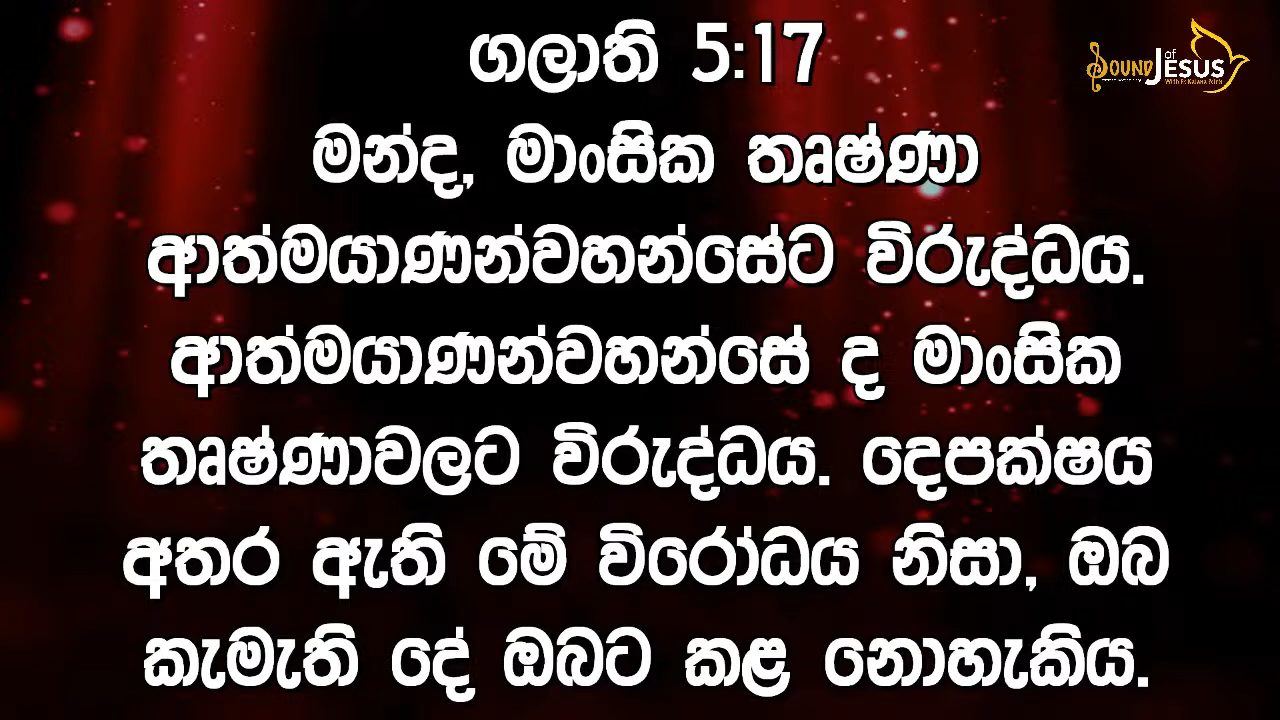 ගලාති 5:17
SOUND of JESUS
මන්ද, මාංසික තෘෂ්ණා
ආත්මයාණන්වහන්සේට විරුද්ධය.
ආත්මයාණන්වහන්සේ ද මාංසික
තෘෂ්ණාවලට විරුද්ධය. දෙපක්ෂය
අතර ඇති මේ විරෝධය නිසා, ඔබ
කැමැති දේ ඔබට කළ නොහැකිය.